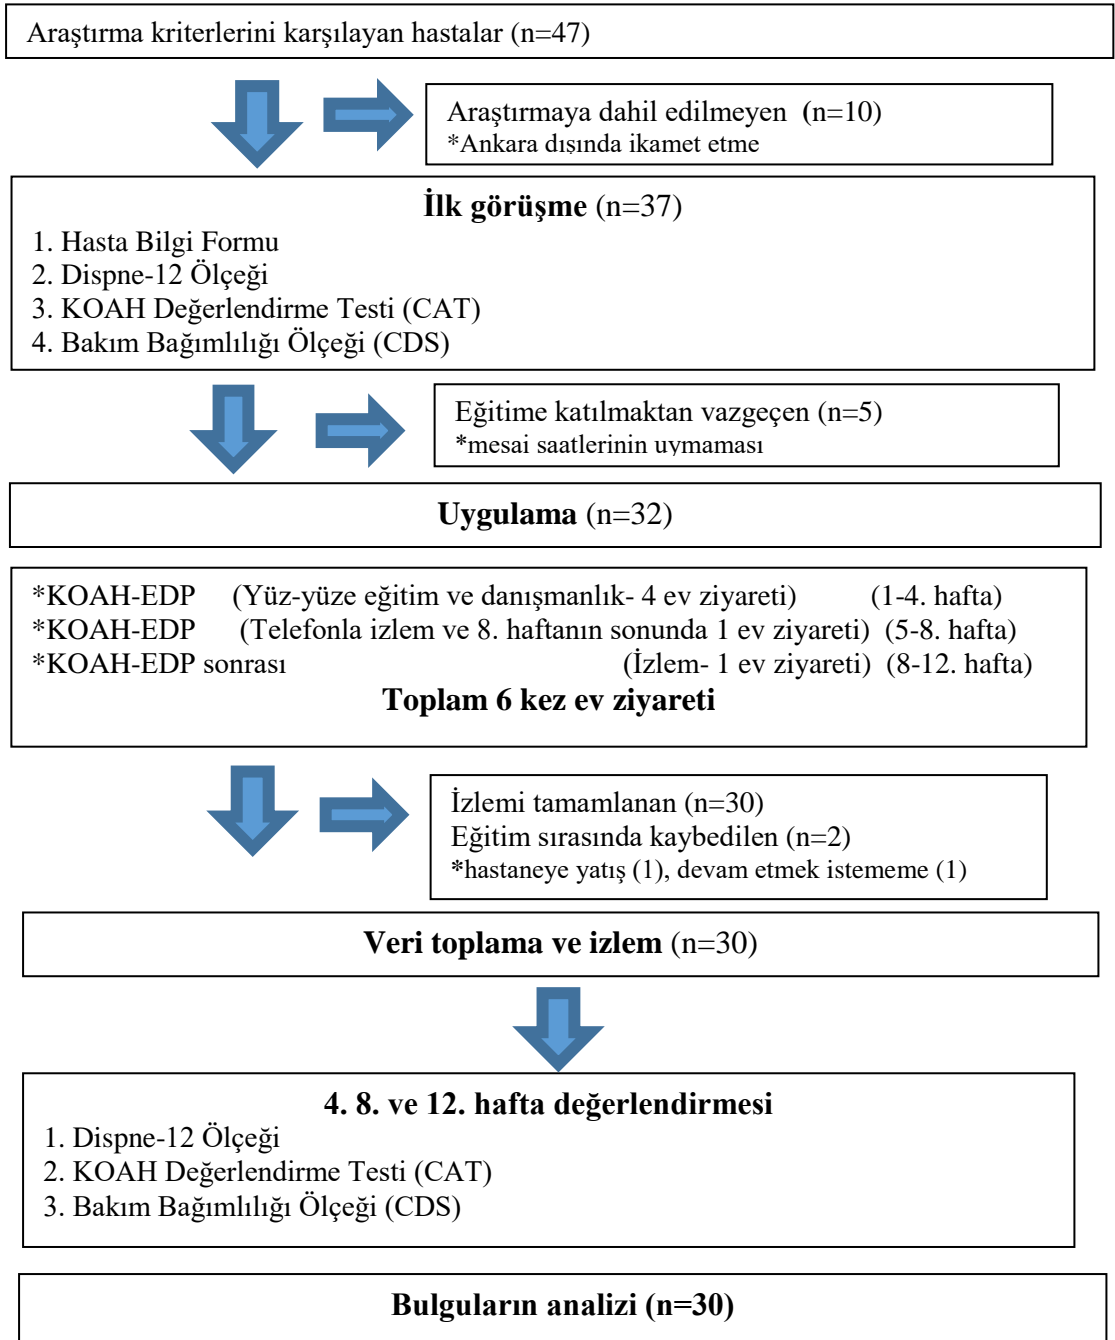 Araştırma kriterlerini karşılayan hastalar (n=47)
Araştırmaya dahil edilmeyen (n=10)
*Ankara dışında ikamet etme
İlk görüşme (n=37)
1. Hasta Bilgi Formu
2. Dispne-12 Ölçeği
3. KOAH Değerlendirme Testi (CAT)
4. Bakım Bağımlılığı Ölçeği (CDS)
Eğitime katılmaktan vazgeçen (n=5)
*mesai saatlerinin uymaması
Uygulama (n=32)
*KOAH-EDP (Yüz-yüze eğitim ve danışmanlık- 4 ev ziyareti) (1-4. hafta)
*KOAH-EDP (Telefonla izlem ve 8. haftanın sonunda 1 ev ziyareti) (5-8. hafta)
*KOAH-EDP sonrası (İzlem- 1 ev ziyareti) (8-12. hafta)
Toplam 6 kez ev ziyareti
İzlemi tamamlanan (n=30)
Eğitim sırasında kaybedilen (n=2)
*hastaneye yatış (1), devam etmek istememe (1)
Veri toplama ve izlem (n=30)
4. 8. ve 12. hafta değerlendirmesi
1. Dispne-12 Ölçeği
2. KOAH Değerlendirme Testi (CAT)
3. Bakım Bağımlılığı Ölçeği (CDS)
Bulguların analizi (n=30)